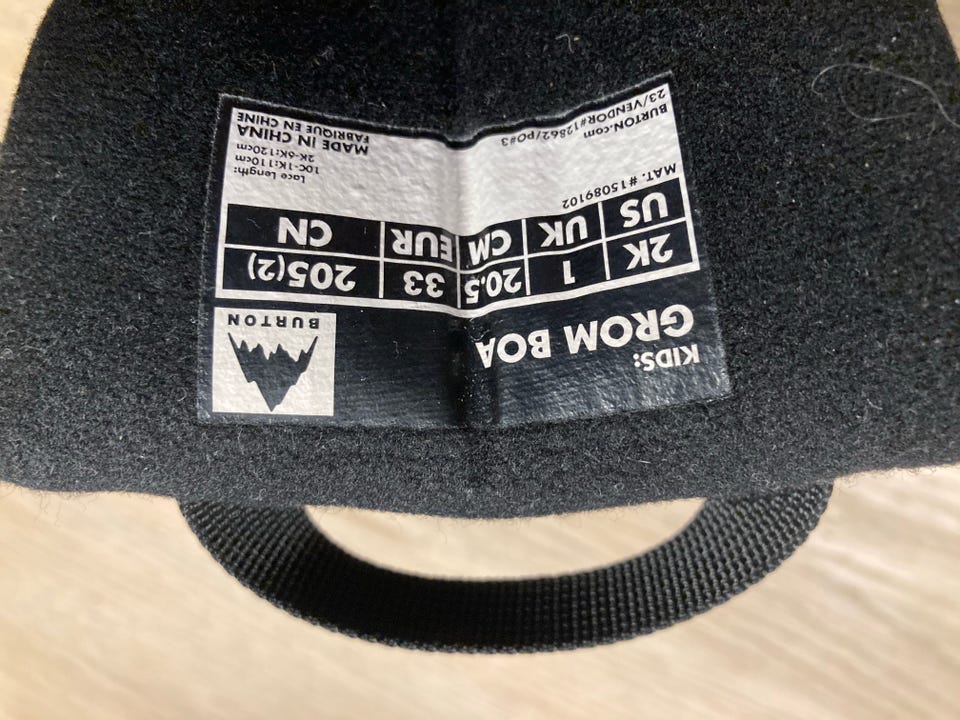 KIDS:
GROM BOA
BURTON
2K 1 20.5 33 205(2)
US UK CM EUR CN
MAT. #15089102
BURTON.com
23/VENDOR#12862/po#3
Lace Length:
10C-1K:110cm
2K-6K:120cm
MADE IN CHINA
FABRIQUE EN CHINE